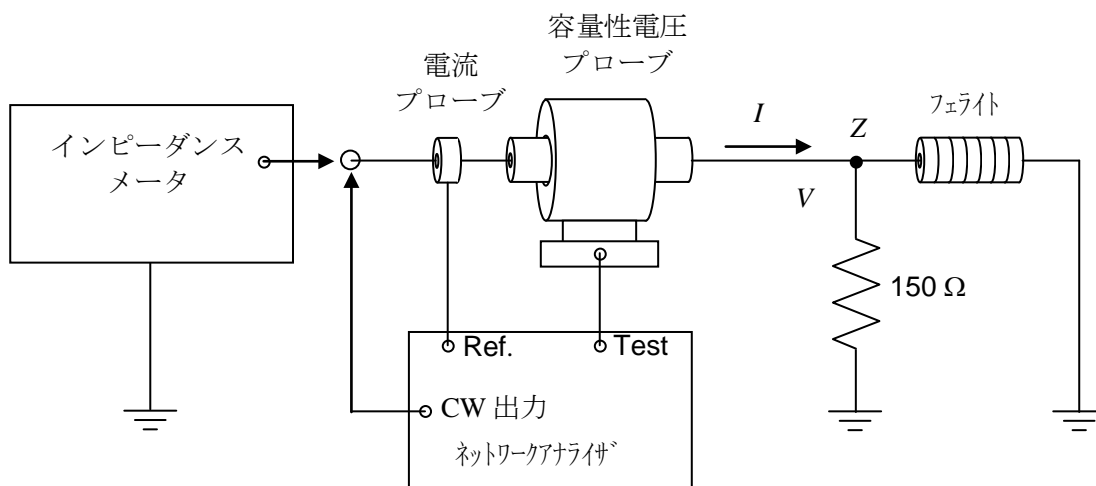 容量性電圧
プローブ
電流
プローブ
フェライト
I
Z
インピーダンス
メータ
V
150 Ω
Ref.
Test
CW 出力
ネットワークアナライザ